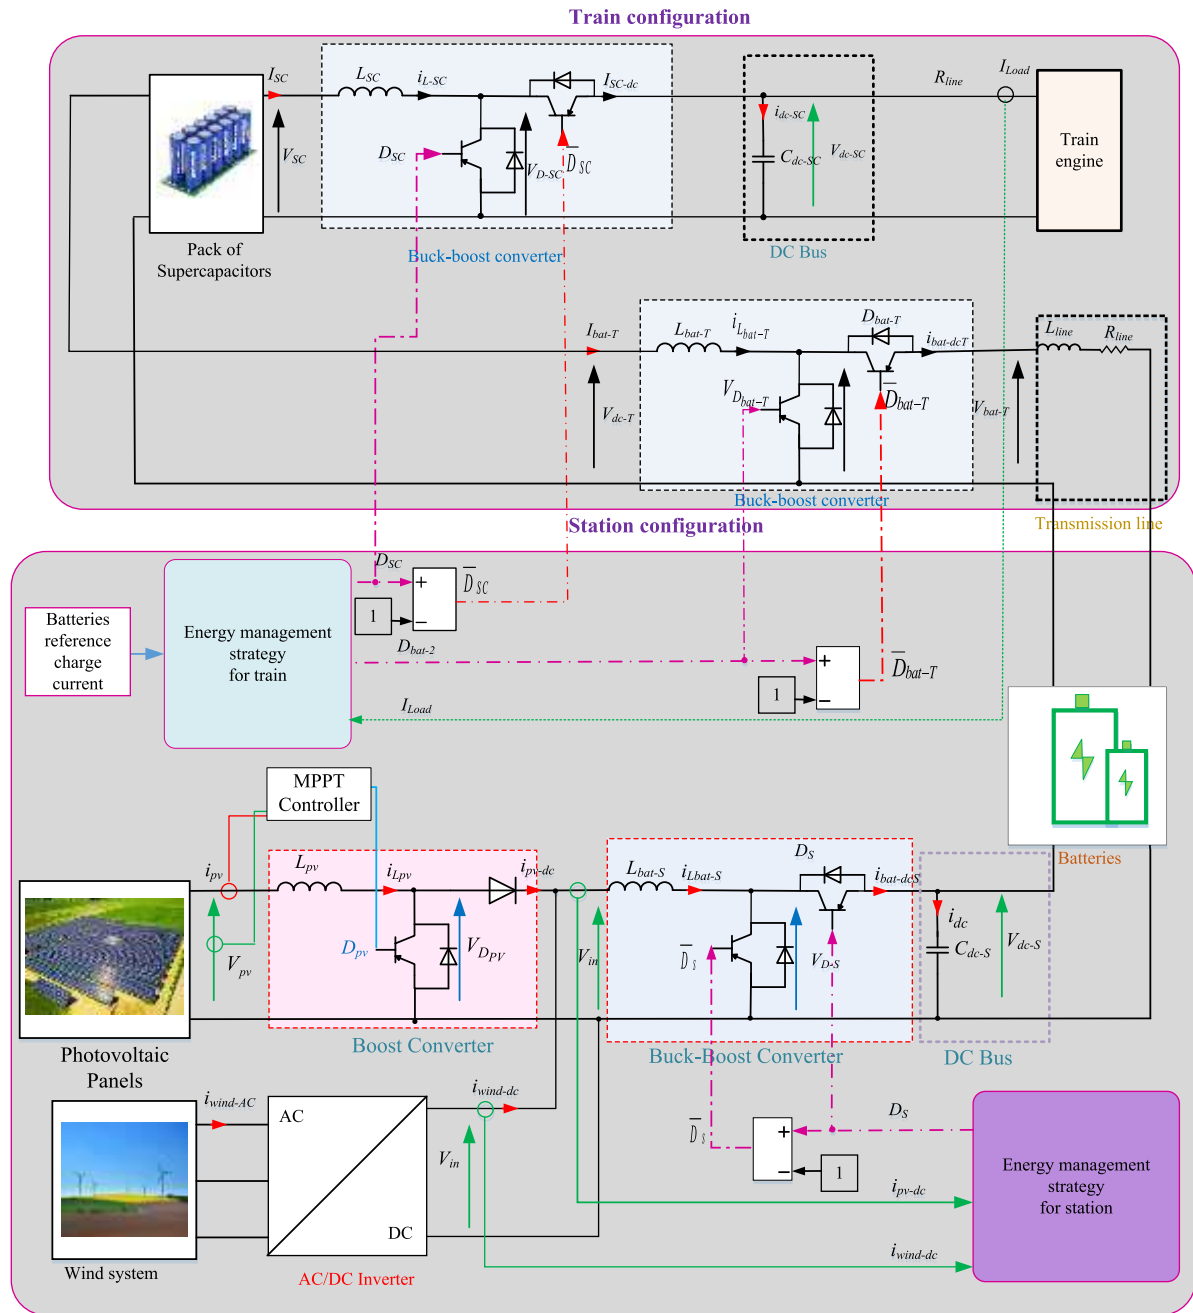 Train configuration
I_SC
L_SC
i_L-SC
I_SC-dc
R_line
I_Load
V_SC
D_SC
V_D-SC
D̅_SC
i_dc-SC
C_dc-SC
V_dc-SC
Train
engine
Pack of
Supercapacitors
Buck-boost converter
DC Bus
I_bat-T
L_bat-T
i_L_bat-T
D_bat-T
i_bat-dcT
L_line
R_line
V_dc-T
V_D_bat-T
D̅_bat-T
V_bat-T
Buck-boost converter
Transmission line
Station configuration
D_SC
D̅_SC
+
1
−
Batteries
reference
charge
current
Energy management
strategy
for train
D_bat-2
+
D̅_bat-T
1
−
I_Load
MPPT
Controller
Batteries
i_pv
L_pv
i_Lpv
i_pv-dc
L_bat-S
i_Lbat-S
D_S
i_bat-dcS
V_pv
D_pv
V_D_PV
V_in
D̅_s
V_D-S
i_dc
C_dc-S
V_dc-S
Photovoltaic
Panels
Boost Converter
Buck-Boost Converter
DC Bus
i_wind-AC
AC
DC
i_wind-dc
V_in
D̅_s
+
−
1
D_S
Energy management
strategy
for station
i_pv-dc
i_wind-dc
Wind system
AC/DC Inverter